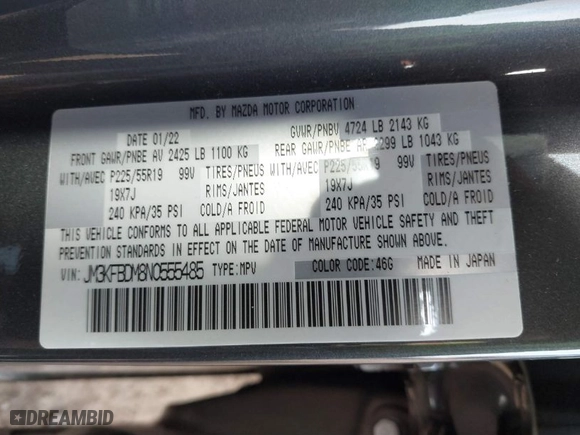 MFD. BY MAZDA MOTOR CORPORATION
DATE 01/22 GVWR/PNBV 4724 LB 2143 KG
FRONT GAWR/PNBE AV 2425 LB 1100 KG REAR GAWR/PNBE 2299 LB 1043 KG
WITH/AVEC P225/55R19 99V TIRES/PNEUS WITH/AVEC P225/55R19 99V TIRES/PNEUS
19X7J RIMS/JANTES 19X7J RIMS/JANTES
240 KPA/35 PSI COLD/A FROID 240 KPA/35 PSI COLD/A FROID
THIS VEHICLE CONFORMS TO ALL APPLICABLE FEDERAL MOTOR VEHICLE SAFETY AND THEFT
PREVENTION STANDARDS IN EFFECT ON THE DATE OF MANUFACTURE SHOWN ABOVE.
VIN: JM3KFBDM8N0555485 TYPE: MPV COLOR CODE: 46G MADE IN JAPAN
DREAMBID